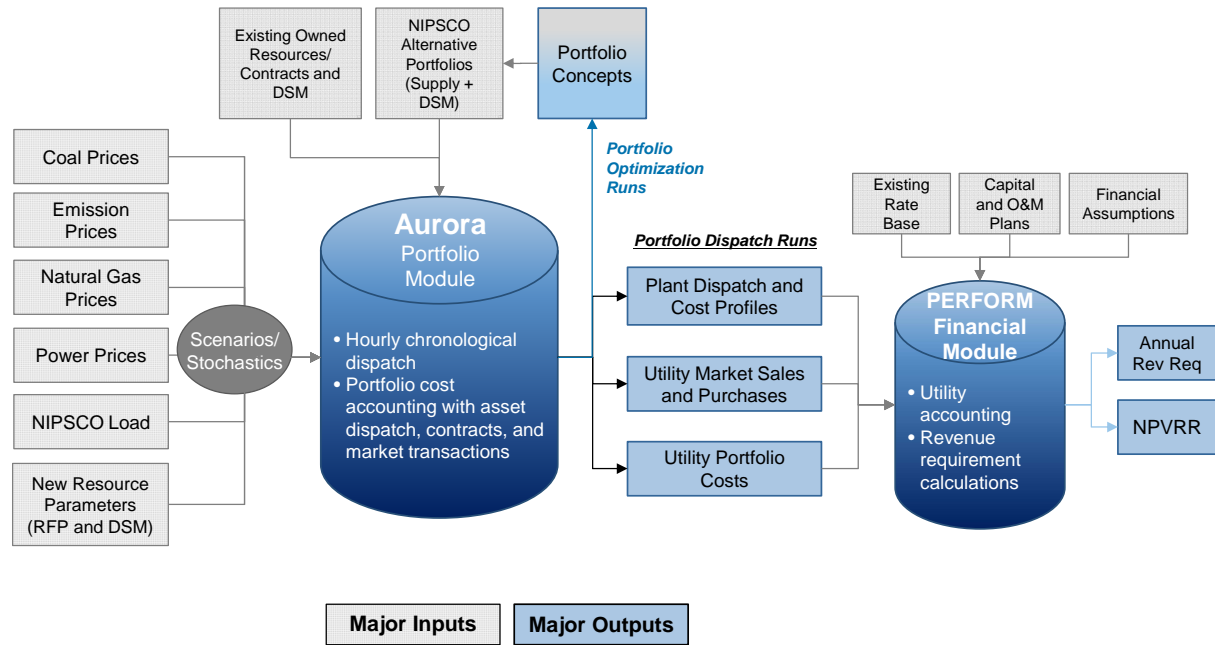 Existing Owned
Resources/
Contracts and
DSM
NIPSCO
Alternative
Portfolios
(Supply +
DSM)
Portfolio
Concepts
Coal Prices
Emission
Prices
Natural Gas
Prices
Power Prices
NIPSCO Load
New Resource
Parameters
(RFP and DSM)
Scenarios/
Stochastics
Aurora
Portfolio
Module
• Hourly chronological
dispatch
• Portfolio cost
accounting with asset
dispatch, contracts, and
market transactions
Portfolio
Optimization
Runs
Portfolio Dispatch Runs
Plant Dispatch and
Cost Profiles
Utility Market Sales
and Purchases
Utility Portfolio
Costs
Existing
Rate
Base
Capital
and O&M
Plans
Financial
Assumptions
PERFORM
Financial
Module
• Utility
accounting
• Revenue
requirement
calculations
Annual
Rev Req
NPVRR
Major Inputs
Major Outputs